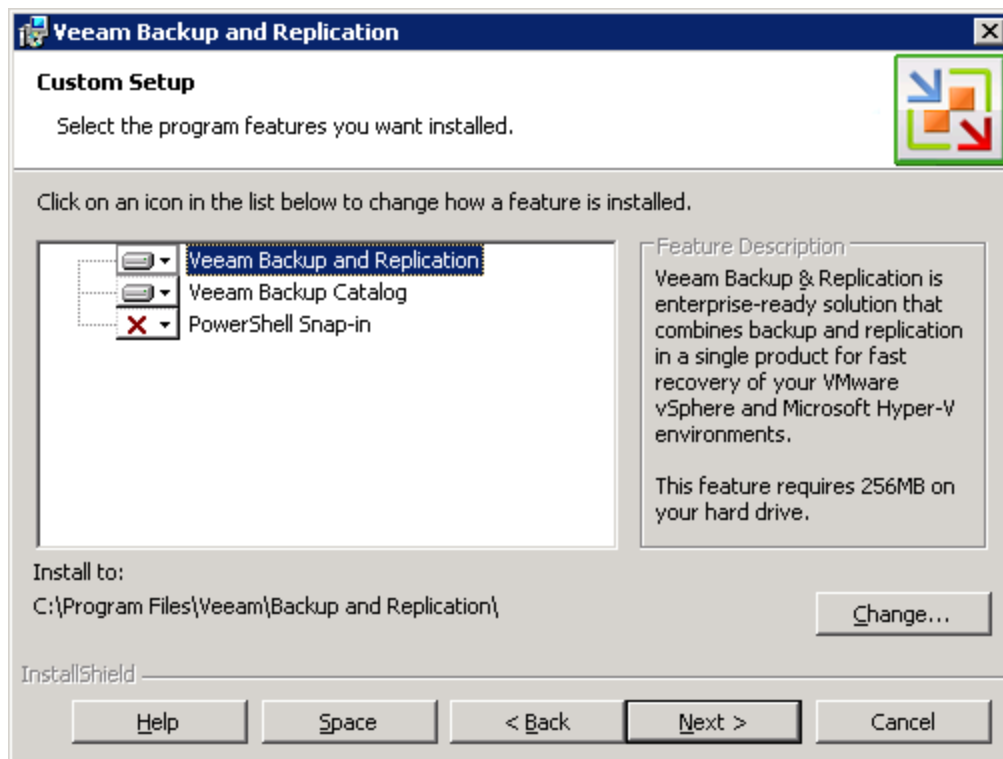 Veeam Backup and Replication
Custom Setup
Select the program features you want installed.
Click on an icon in the list below to change how a feature is installed.
Veeam Backup and Replication
Veeam Backup Catalog
PowerShell Snap-in
Feature Description
Veeam Backup & Replication is
enterprise-ready solution that
combines backup and replication
in a single product for fast
recovery of your VMware
vSphere and Microsoft Hyper-V
environments.
This feature requires 256MB on
your hard drive.
Install to:
C:\Program Files\Veeam\Backup and Replication\
Change...
InstallShield
Help
Space
< Back
Next >
Cancel